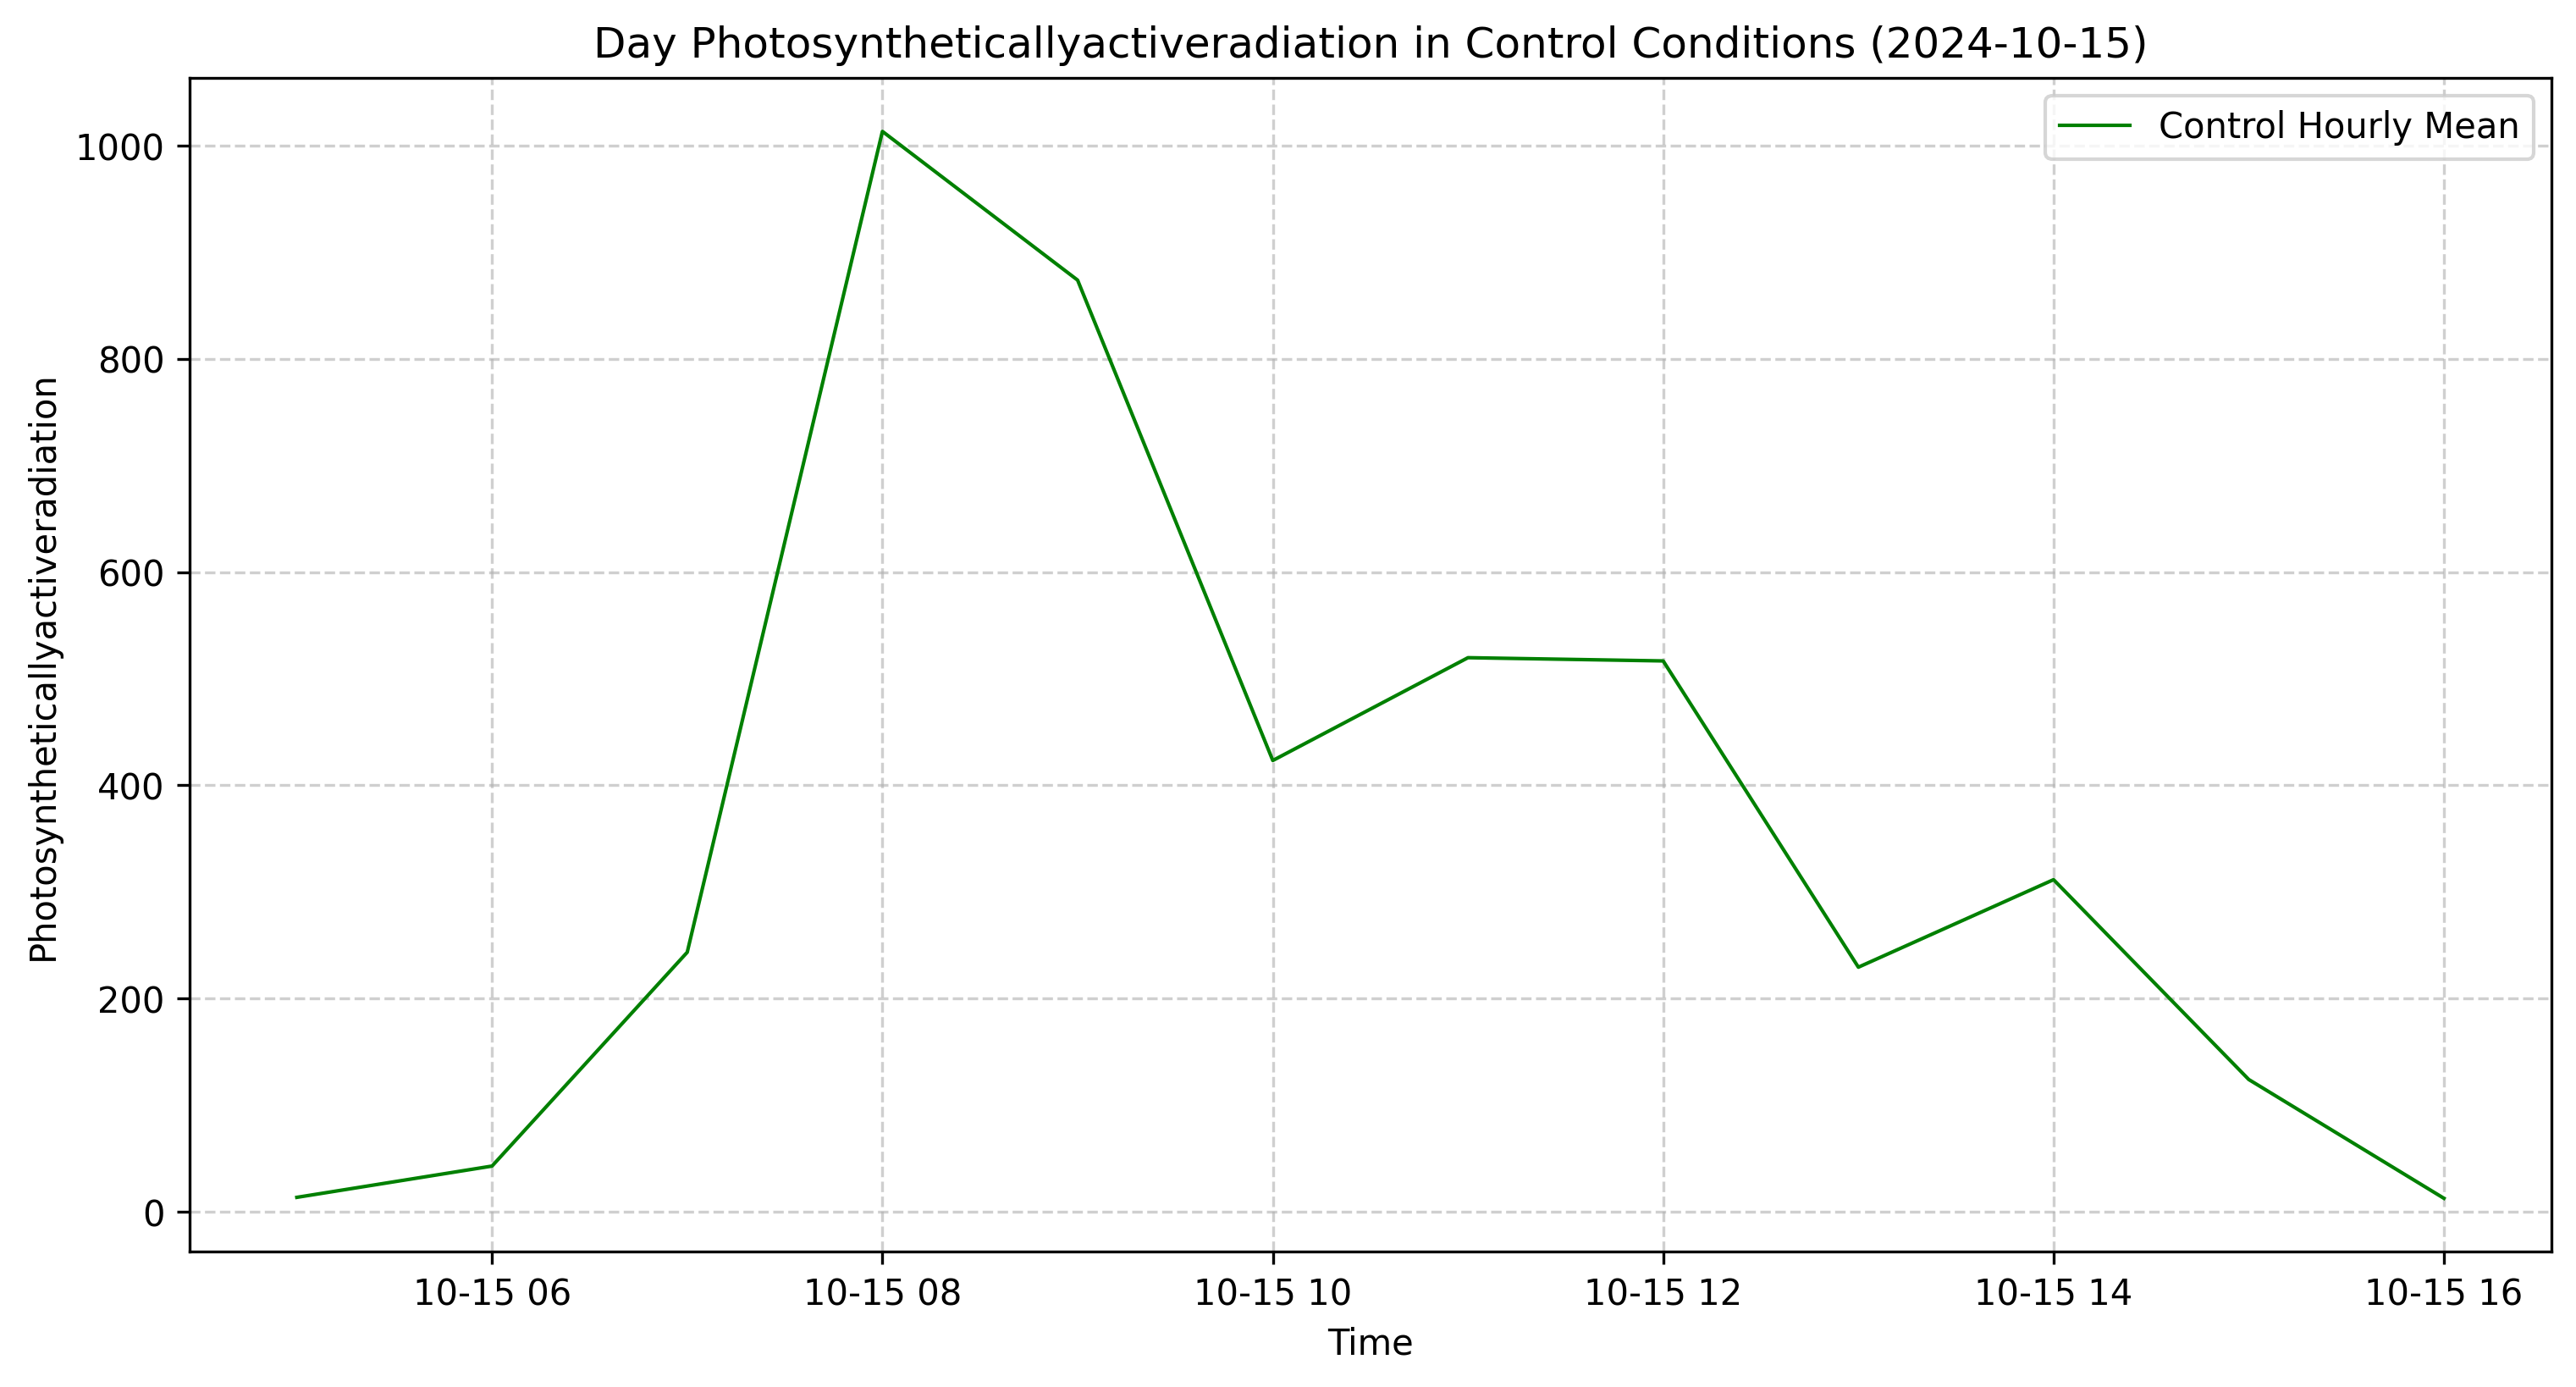 Day Photosyntheticallyactiveradiation in Control Conditions (2024-10-15)
Control Hourly Mean
Photosyntheticallyactiveradiation
1000
800
600
400
200
0
10-15 06 10-15 08 10-15 10 10-15 12 10-15 14 10-15 16
Time